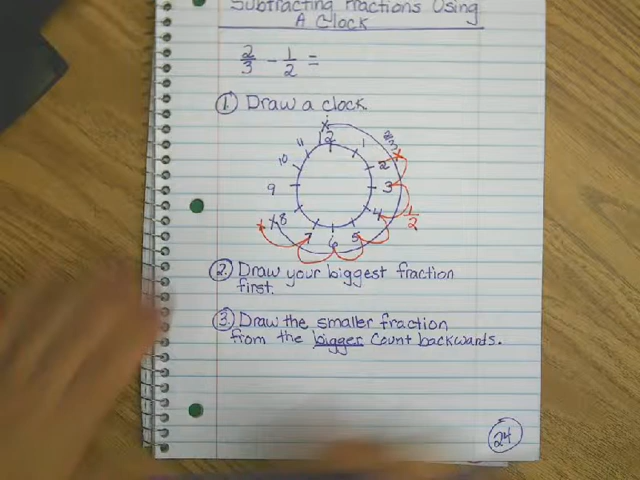 Subtracting Fractions Using
A Clock
2/3 - 1/2 =
① Draw a clock.
12
11
1
10
2
9
3
8
4
7
5
6
2/3
1/2
② Draw your biggest fraction
first.
③ Draw the smaller fraction
from the bigger Count backwards.
24